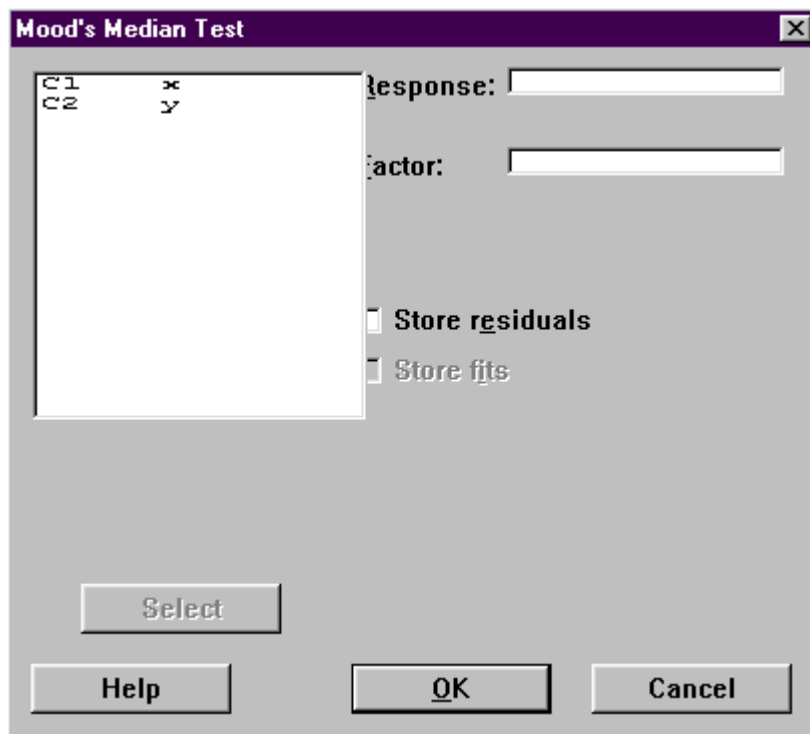 Mood's Median Test
C1 x
C2 y
Response:
Factor:
Store residuals
Store fits
Select
Help
OK
Cancel